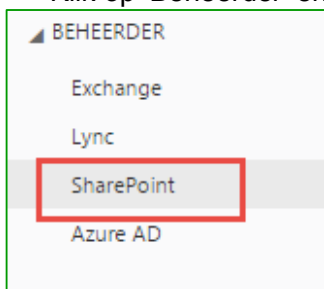 BEHEERDER
Exchange
Lync
SharePoint
Azure AD